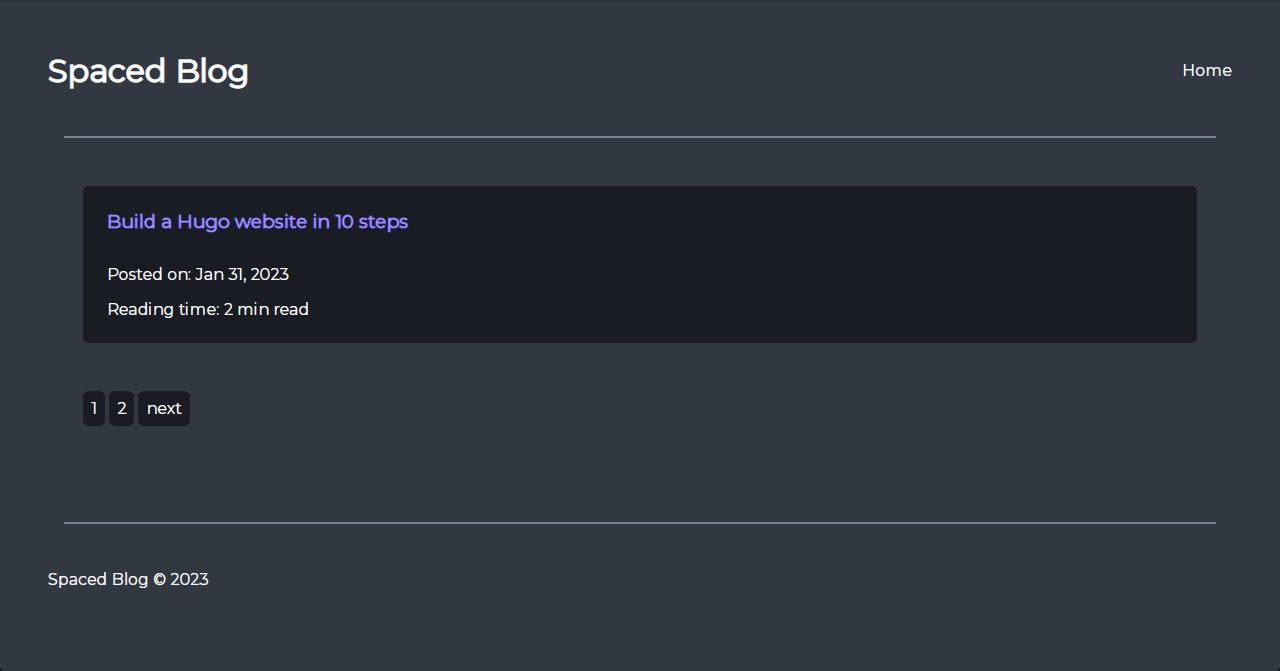 Spaced Blog
Home
Build a Hugo website in 10 steps
Posted on: Jan 31, 2023
Reading time: 2 min read
1 2 next
Spaced Blog © 2023